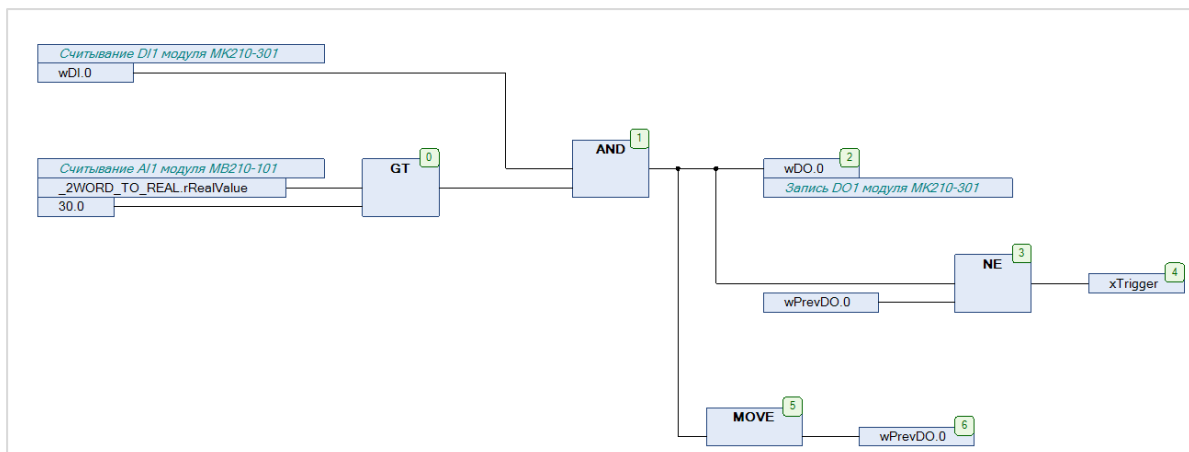 Считывание DI1 модуля МК210-301
wDI.0
1
AND
Считывание AI1 модуля МВ210-101
0
GT
2
wDO.0
_2WORD_TO_REAL.rRealValue
Запись DO1 модуля МК210-301
30.0
3
NE
4
xTrigger
wPrevDO.0
5
MOVE
6
wPrevDO.0